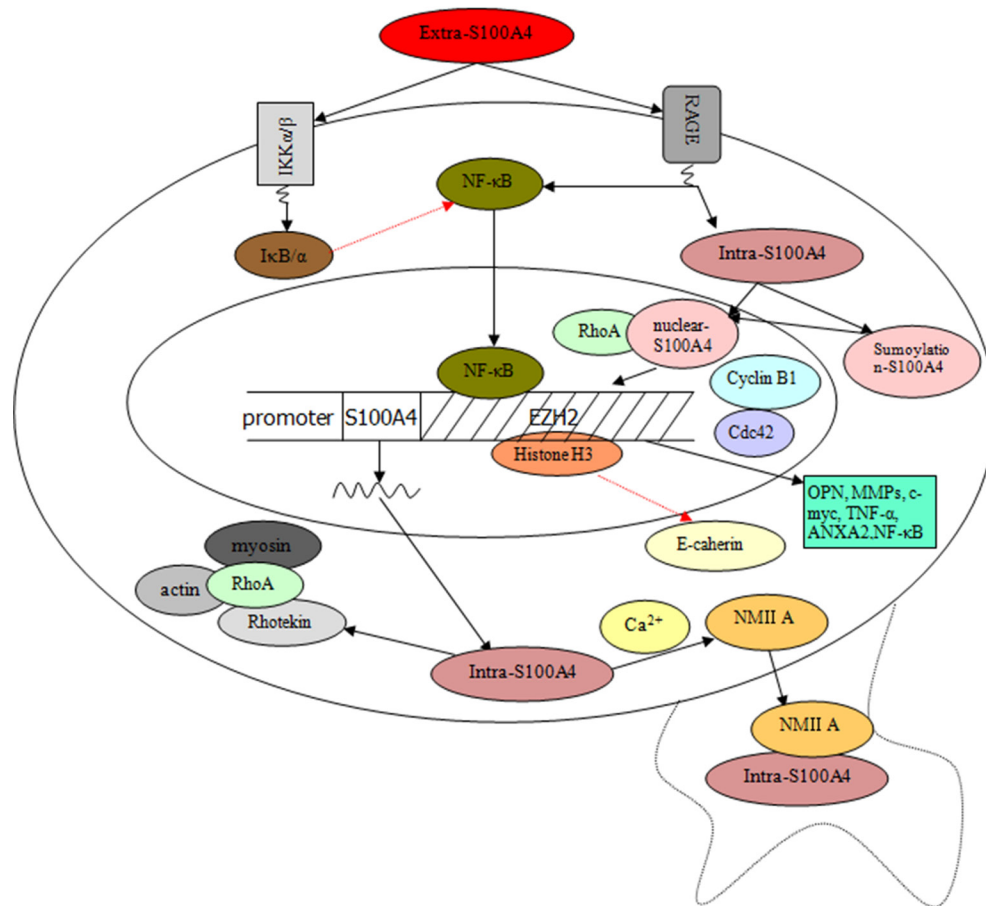 Extra-S100A4
IKKα/β
RAGE
NF-κB
IκB/α
Intra-S100A4
RhoA
nuclear-
S100A4
Sumoylatio
n-S100A4
NF-κB
Cyclin B1
promoter
S100A4
EZH2
Cdc42
Histone H3
OPN, MMPs, c-
myc, TNF-α,
ANXA2,NF-κB
E-caherin
myosin
actin
RhoA
Rhotekin
Ca²⁺
NMII A
Intra-S100A4
NMII A
Intra-S100A4